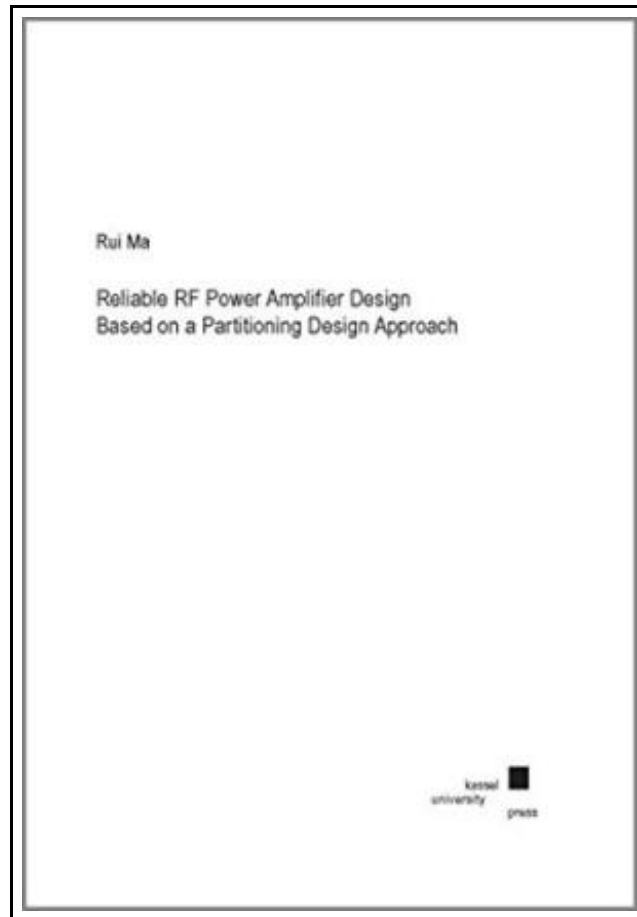 Rui Ma
Reliable RF Power Amplifier Design
Based on a Partitioning Design Approach
kassel
university
press